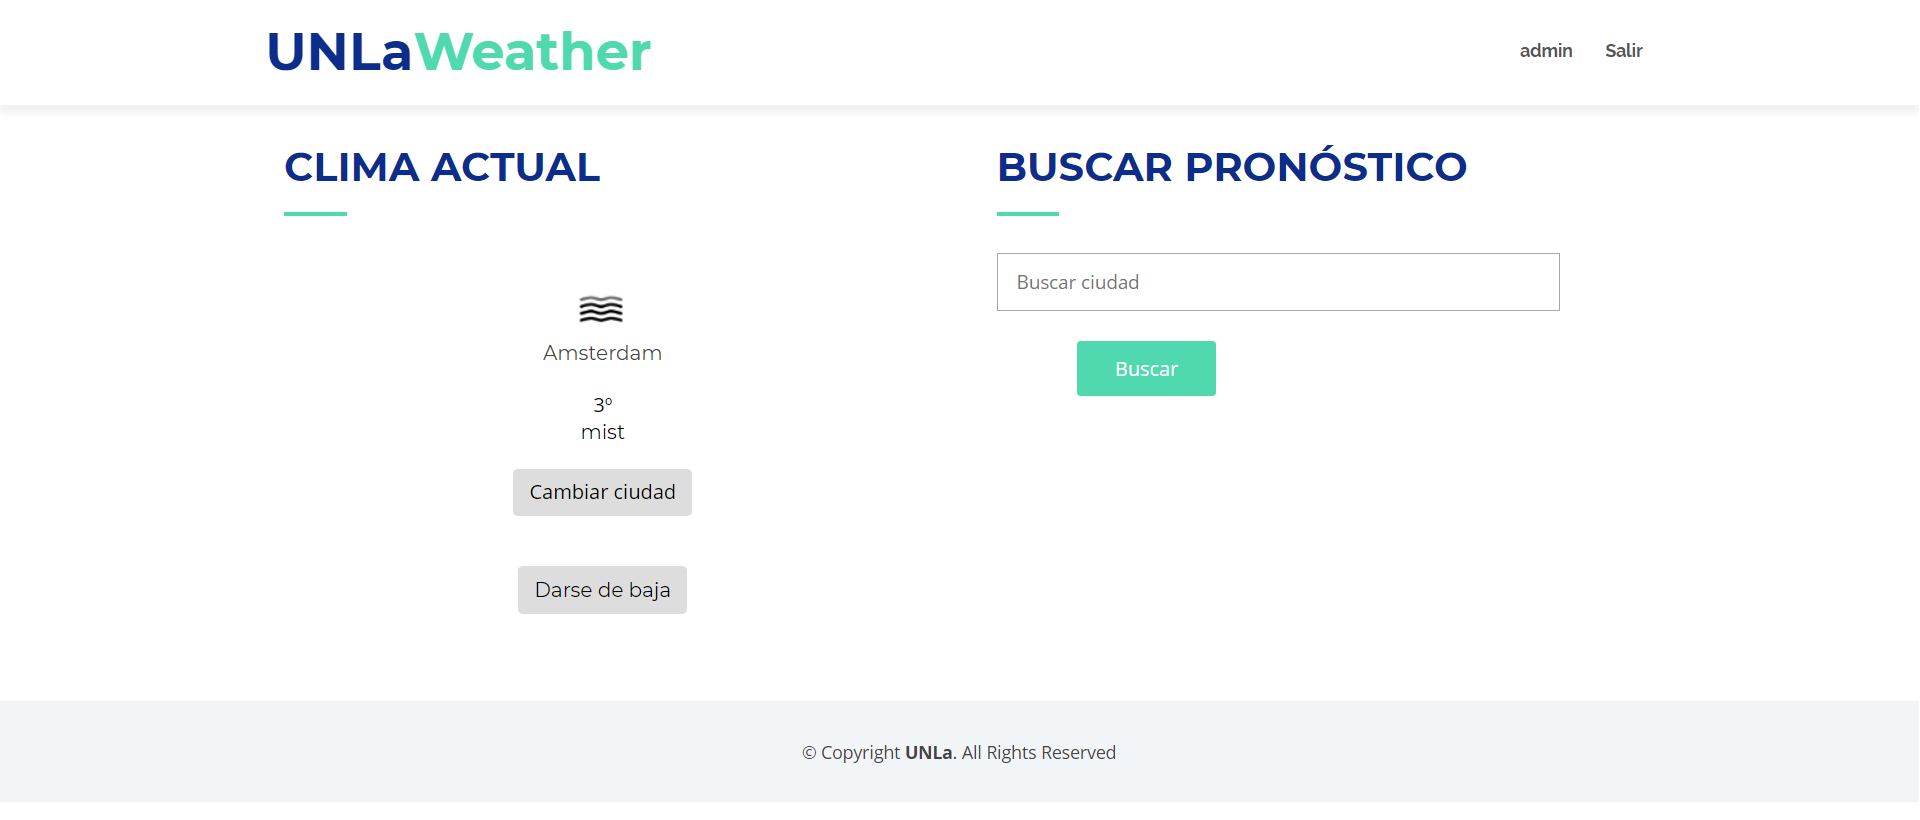 UNLaWeather
admin Salir
CLIMA ACTUAL
Amsterdam
3º
mist
Cambiar ciudad
Darse de baja
BUSCAR PRONÓSTICO
Buscar ciudad
Buscar
© Copyright UNLa. All Rights Reserved